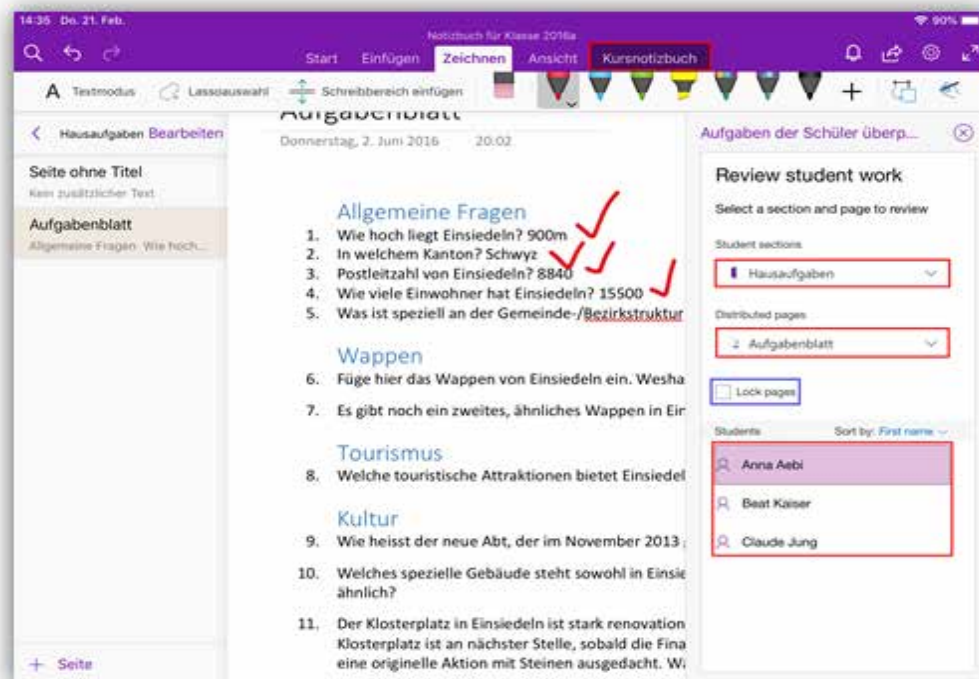 14:35 Do. 21. Feb.
90%
Notizbuch für Klasse 2016a
Start Einfügen Zeichnen Ansicht Kursnotizbuch
A Textmodus Lassoauswahl Schreibbereich einfügen
Hausaufgaben Bearbeiten
Seite ohne Titel
Kein zusätzlicher Text
Aufgabenblatt
Allgemeine Fragen Wie hoch...
+ Seite
Aufgabenblatt
Donnerstag, 2. Juni 2016 20:02
Allgemeine Fragen
1. Wie hoch liegt Einsiedeln? 900m
2. In welchem Kanton? Schwyz
3. Postleitzahl von Einsiedeln? 8840
4. Wie viele Einwohner hat Einsiedeln? 15500
5. Was ist speziell an der Gemeinde-/Bezirkstruktur
Wappen
6. Füge hier das Wappen von Einsiedeln ein. Wesha
7. Es gibt noch ein zweites, ähnliches Wappen in Ein
Tourismus
8. Welche touristische Attraktionen bietet Einsiedel
Kultur
9. Wie heisst der neue Abt, der im November 2013
10. Welches spezielle Gebäude steht sowohl in Einsie
ähnlich?
11. Der Klosterplatz in Einsiedeln ist stark renovation
Klosterplatz ist an nächster Stelle, sobald die Fina
eine originelle Aktion mit Steinen ausgedacht. Wa
Aufgaben der Schüler überp...
Review student work
Select a section and page to review
Student sections
Hausaufgaben
Distributed pages
Aufgabenblatt
Lock pages
Students Sort by: First name
Anna Aebi
Beat Kaiser
Claude Jung